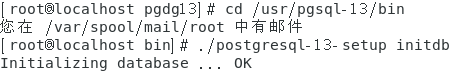 [root@localhost pgdg13]# cd /usr/pgsql-13/bin
您在 /var/spool/mail/root 中有邮件
[root@localhost bin]# ./postgresql-13-setup initdb
Initializing database ... OK